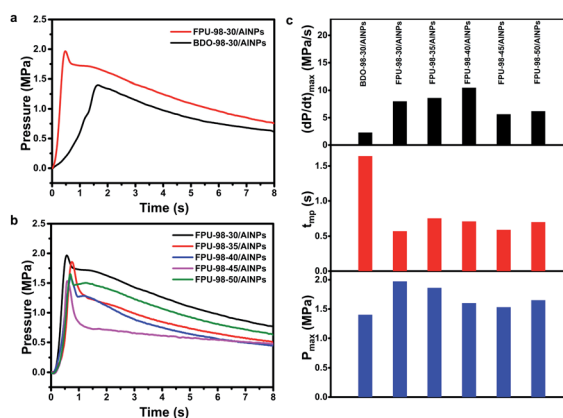 a
FPU-98-30/AlNPs
BDO-98-30/AlNPs
Pressure (MPa)
2.5
2.0
1.5
1.0
0.5
0.0
0 1 2 3 4 5 6 7 8
Time (s)
b
FPU-98-30/AlNPs
FPU-98-35/AlNPs
FPU-98-40/AlNPs
FPU-98-45/AlNPs
FPU-98-50/AlNPs
Pressure (MPa)
2.5
2.0
1.5
1.0
0.5
0.0
0 1 2 3 4 5 6 7 8
Time (s)
c
BDO-98-30/AlNPs
FPU-98-30/AlNPs
FPU-98-35/AlNPs
FPU-98-40/AlNPs
FPU-98-45/AlNPs
FPU-98-50/AlNPs
(dP/dt)max (MPa/s)
20
15
10
5
0
tmp (s)
1.5
1.0
0.5
0.0
Pmax (MPa)
2.0
1.5
1.0
0.5
0.0